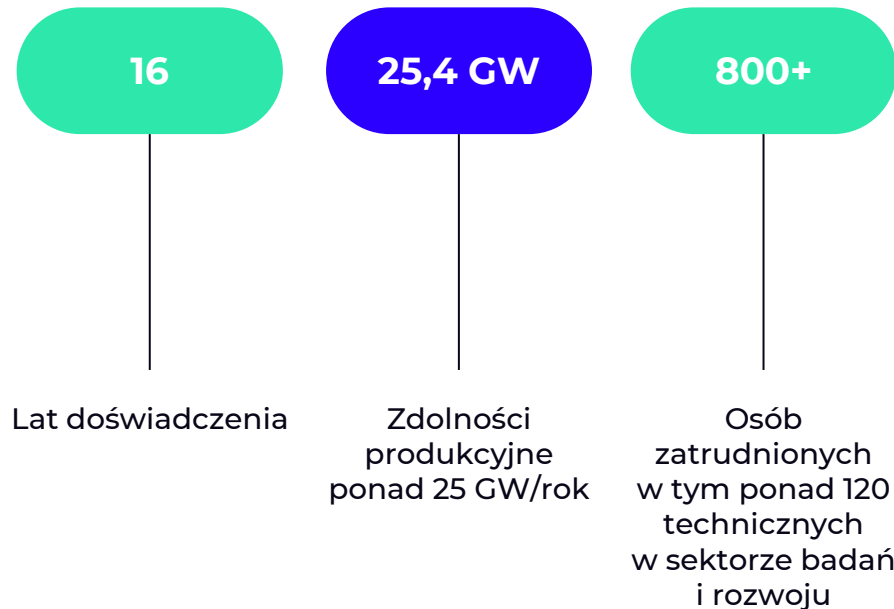 16
Lat doświadczenia
25,4 GW
Zdolności
produkcyjne
ponad 25 GW/rok
800+
Osób
zatrudnionych
w tym ponad 120
technicznych
w sektorze badań
i rozwoju